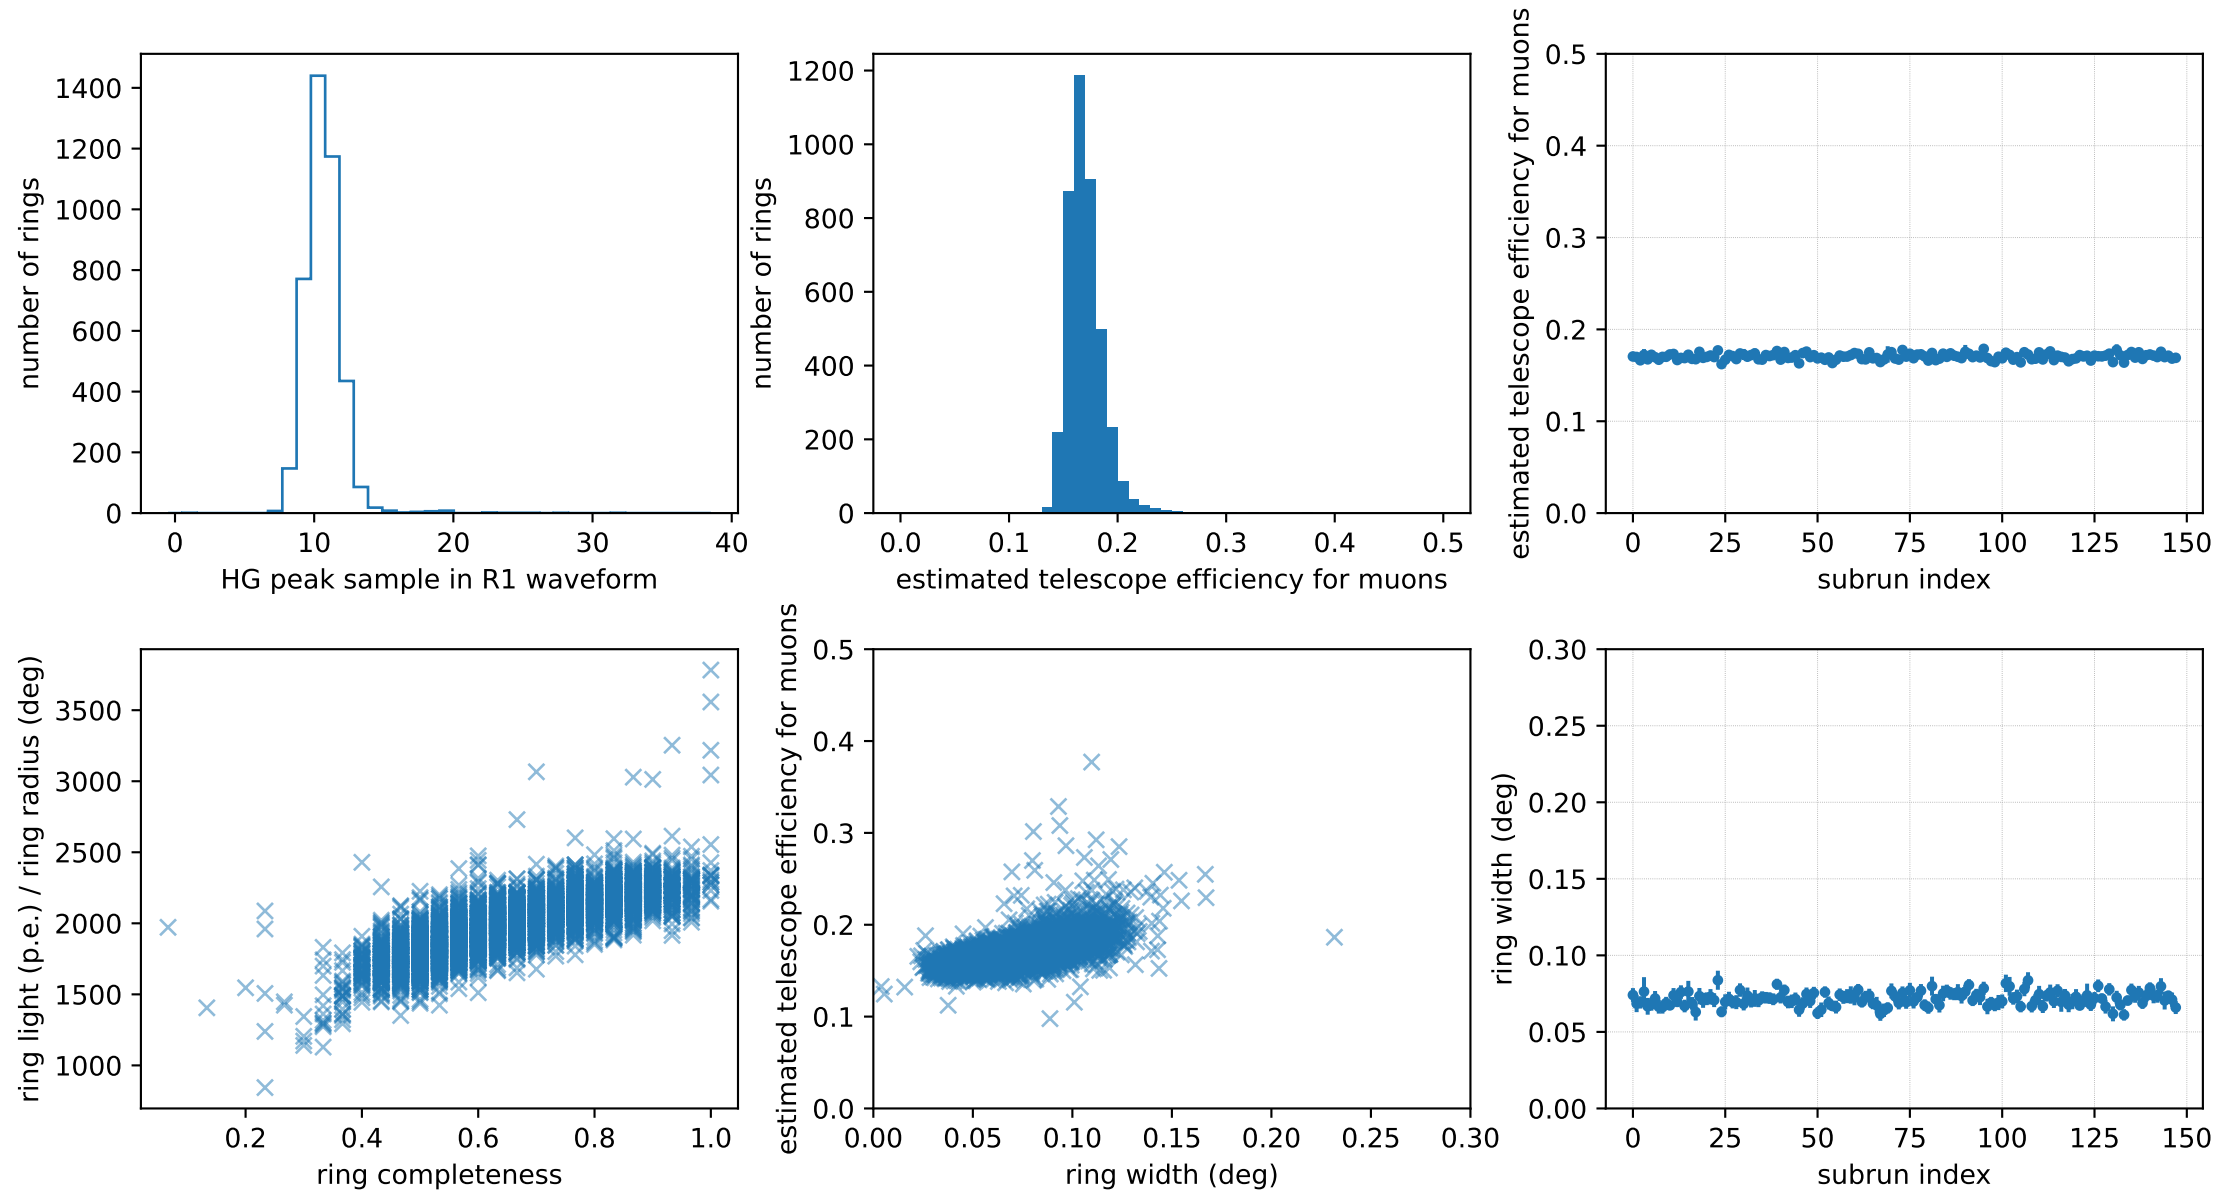 1400
1200
1000
800
600
400
200
0
number of rings
0 10 20 30 40
HG peak sample in R1 waveform
1200
1000
800
600
400
200
0
number of rings
0.0 0.1 0.2 0.3 0.4 0.5
estimated telescope efficiency for muons
0.5
0.4
0.3
0.2
0.1
0.0
estimated telescope efficiency for muons
0 25 50 75 100 125 150
subrun index
3500
3000
2500
2000
1500
1000
ring light (p.e.) / ring radius (deg)
0.2 0.4 0.6 0.8 1.0
ring completeness
0.5
0.4
0.3
0.2
0.1
0.0
estimated telescope efficiency for muons
0.00 0.05 0.10 0.15 0.20 0.25 0.30
ring width (deg)
0.30
0.25
0.20
0.15
0.10
0.05
0.00
ring width (deg)
0 25 50 75 100 125 150
subrun index